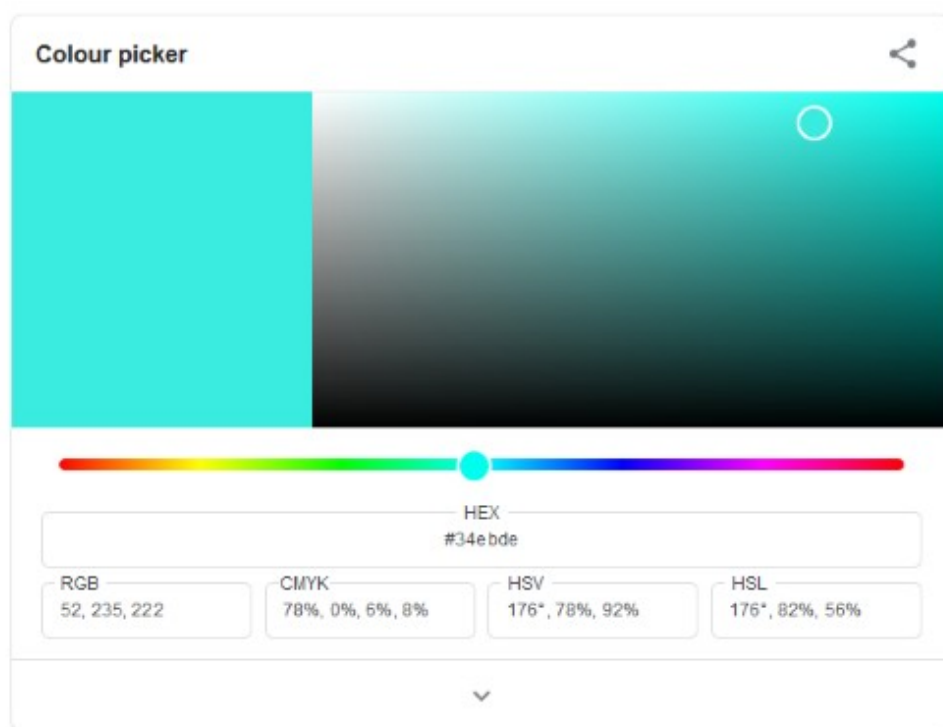 Colour picker
HEX
#34ebde
RGB
52, 235, 222
CMYK
78%, 0%, 6%, 8%
HSV
176°, 78%, 92%
HSL
176°, 82%, 56%